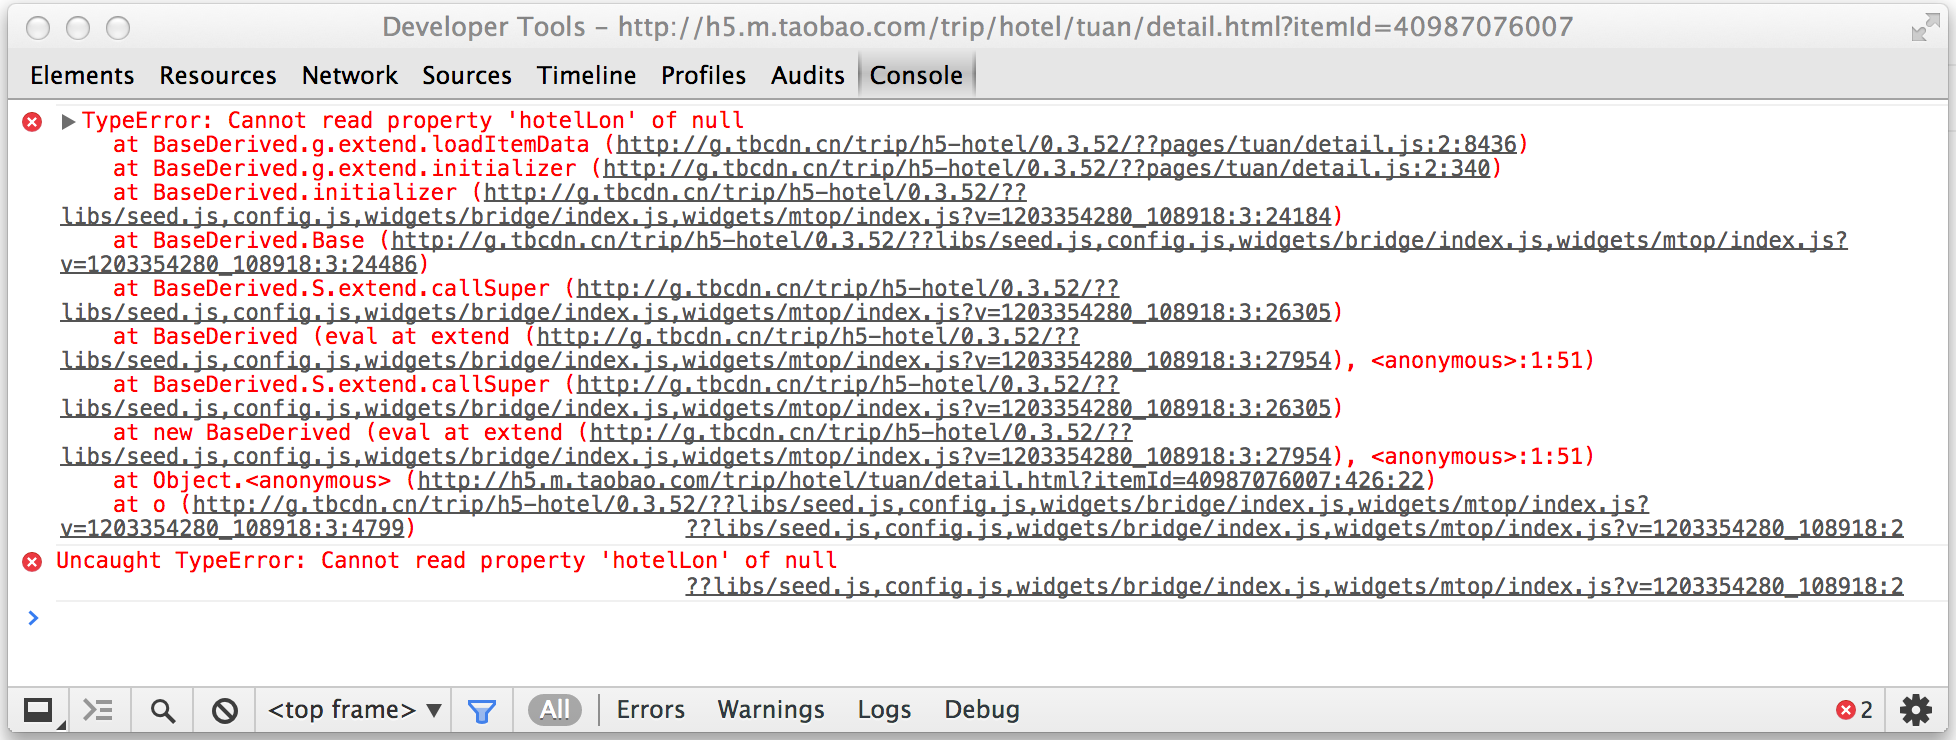 Developer Tools – http://h5.m.taobao.com/trip/hotel/tuan/detail.html?itemId=40987076007
Elements Resources Network Sources Timeline Profiles Audits Console
▶TypeError: Cannot read property 'hotelLon' of null
at BaseDerived.g.extend.loadItemData (http://g.tbcdn.cn/trip/h5-hotel/0.3.52/??pages/tuan/detail.js:2:8436)
at BaseDerived.g.extend.initializer (http://g.tbcdn.cn/trip/h5-hotel/0.3.52/??pages/tuan/detail.js:2:340)
at BaseDerived.initializer (http://g.tbcdn.cn/trip/h5-hotel/0.3.52/??
libs/seed.js,config.js,widgets/bridge/index.js,widgets/mtop/index.js?v=1203354280_108918:3:24184)
at BaseDerived.Base (http://g.tbcdn.cn/trip/h5-hotel/0.3.52/??libs/seed.js,config.js,widgets/bridge/index.js,widgets/mtop/index.js?
v=1203354280_108918:3:24486)
at BaseDerived.S.extend.callSuper (http://g.tbcdn.cn/trip/h5-hotel/0.3.52/??
libs/seed.js,config.js,widgets/bridge/index.js,widgets/mtop/index.js?v=1203354280_108918:3:26305)
at BaseDerived (eval at extend (http://g.tbcdn.cn/trip/h5-hotel/0.3.52/??
libs/seed.js,config.js,widgets/bridge/index.js,widgets/mtop/index.js?v=1203354280_108918:3:27954), <anonymous>:1:51)
at BaseDerived.S.extend.callSuper (http://g.tbcdn.cn/trip/h5-hotel/0.3.52/??
libs/seed.js,config.js,widgets/bridge/index.js,widgets/mtop/index.js?v=1203354280_108918:3:26305)
at new BaseDerived (eval at extend (http://g.tbcdn.cn/trip/h5-hotel/0.3.52/??
libs/seed.js,config.js,widgets/bridge/index.js,widgets/mtop/index.js?v=1203354280_108918:3:27954), <anonymous>:1:51)
at Object.<anonymous> (http://h5.m.taobao.com/trip/hotel/tuan/detail.html?itemId=40987076007:426:22)
at o (http://g.tbcdn.cn/trip/h5-hotel/0.3.52/??libs/seed.js,config.js,widgets/bridge/index.js,widgets/mtop/index.js?
v=1203354280_108918:3:4799) ??libs/seed.js,config.js,widgets/bridge/index.js,widgets/mtop/index.js?v=1203354280_108918:2
Uncaught TypeError: Cannot read property 'hotelLon' of null
??libs/seed.js,config.js,widgets/bridge/index.js,widgets/mtop/index.js?v=1203354280_108918:2
<top frame> ▼ All Errors Warnings Logs Debug 2